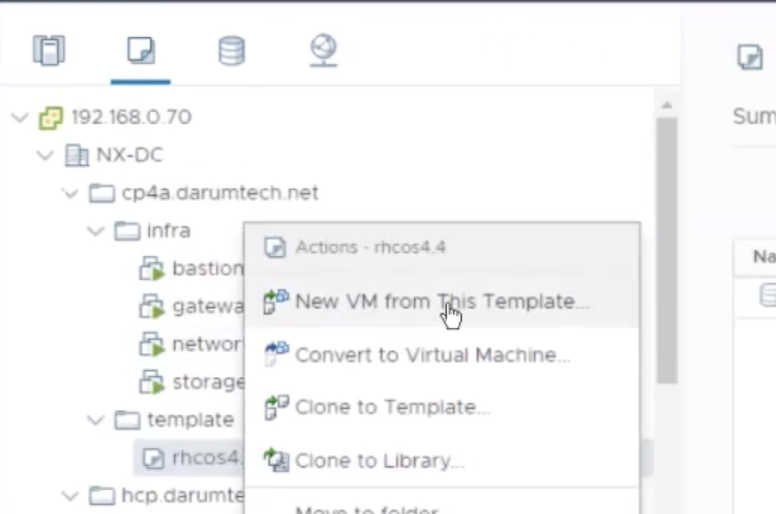 192.168.0.70
NX-DC
Sum
cp4a.darumtech.net
infra
Actions - rhcos4.4
Na
bastion
New VM from This Template...
gatewa
networ
Convert to Virtual Machine...
storage
Clone to Template...
template
rhcos4.
Clone to Library...
hcp.darumte
Move to folder